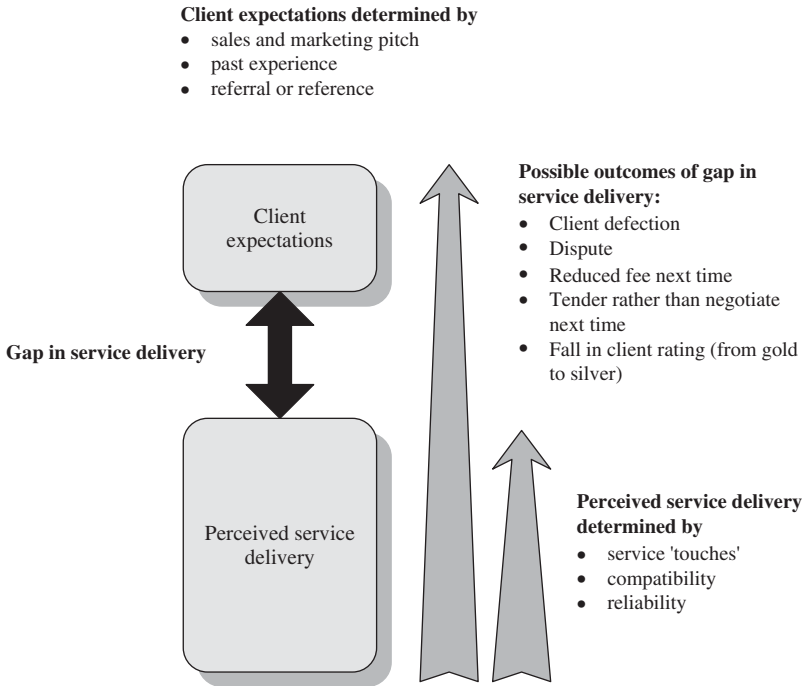 Client expectations determined by
• sales and marketing pitch
• past experience
• referral or reference
Client
expectations
Gap in service delivery
Possible outcomes of gap in
service delivery:
• Client defection
• Dispute
• Reduced fee next time
• Tender rather than negotiate
next time
• Fall in client rating (from gold
to silver)
Perceived service
delivery
Perceived service delivery
determined by
• service 'touches'
• compatibility
• reliability